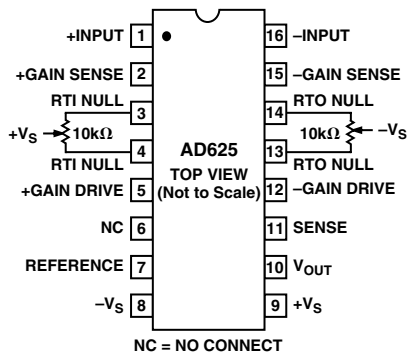 +INPUT 1 16 –INPUT
+GAIN SENSE 2 15 –GAIN SENSE
RTI NULL 3 14 RTO NULL
+VS 10kΩ 10kΩ –VS
RTI NULL 4 13 RTO NULL
AD625
TOP VIEW
(Not to Scale)
+GAIN DRIVE 5 12 –GAIN DRIVE
NC 6 11 SENSE
REFERENCE 7 10 VOUT
–VS 8 9 +VS
NC = NO CONNECT